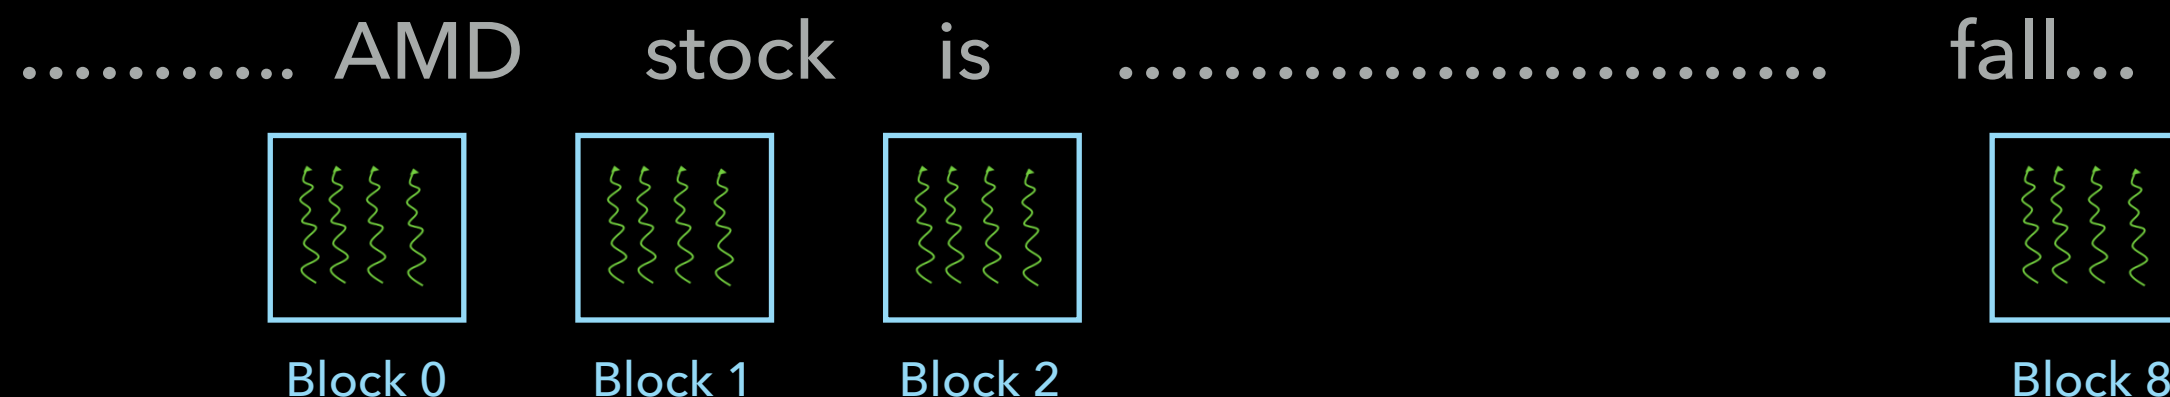 ........... AMD stock is ........................... fall...
Block 0 Block 1 Block 2 Block 8